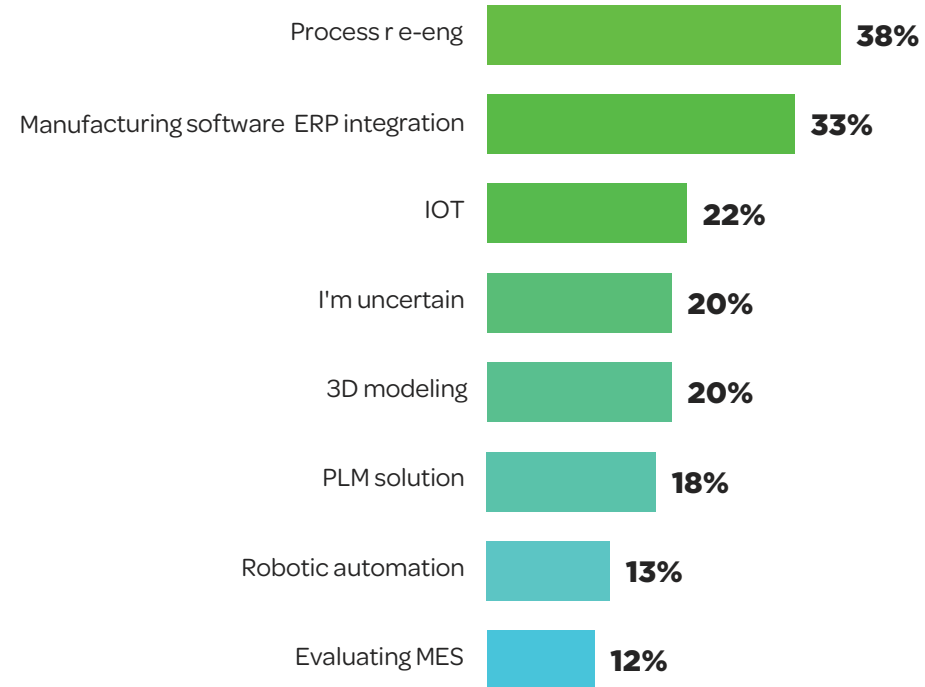 Process r e-eng 38%
Manufacturing software ERP integration 33%
IOT 22%
I'm uncertain 20%
3D modeling 20%
PLM solution 18%
Robotic automation 13%
Evaluating MES 12%